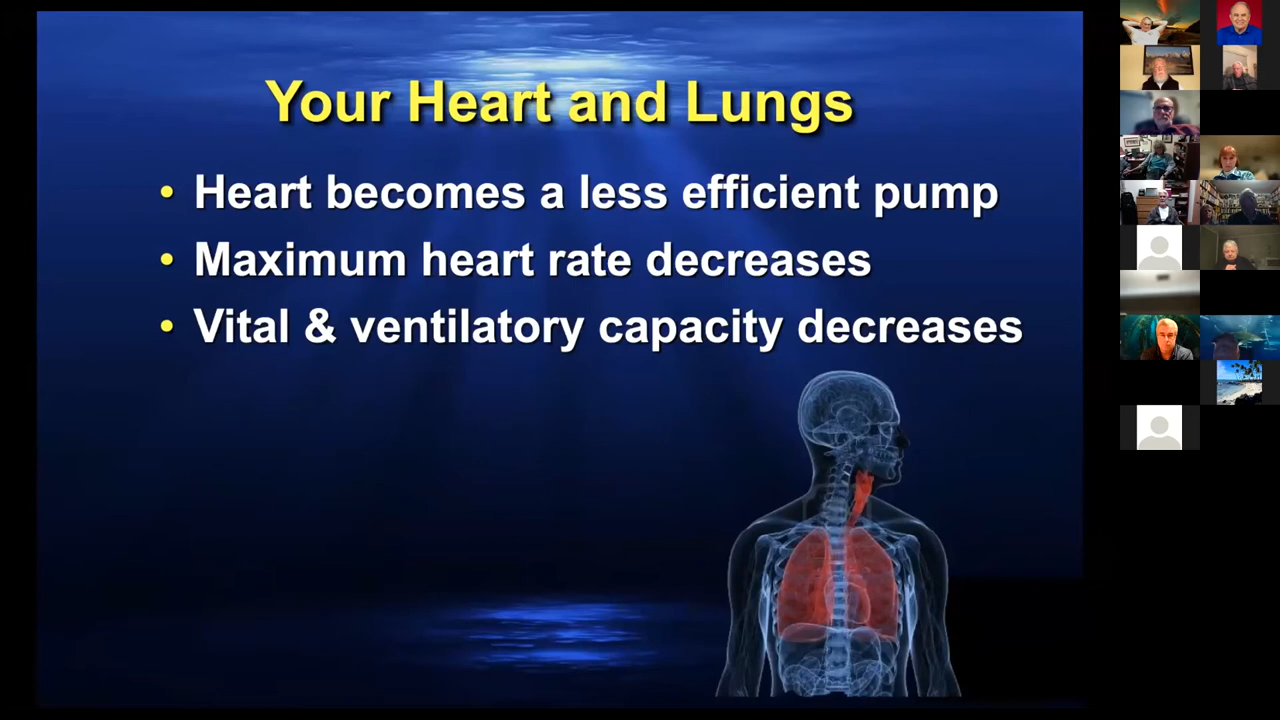 Your Heart and Lungs
• Heart becomes a less efficient pump
• Maximum heart rate decreases
• Vital & ventilatory capacity decreases